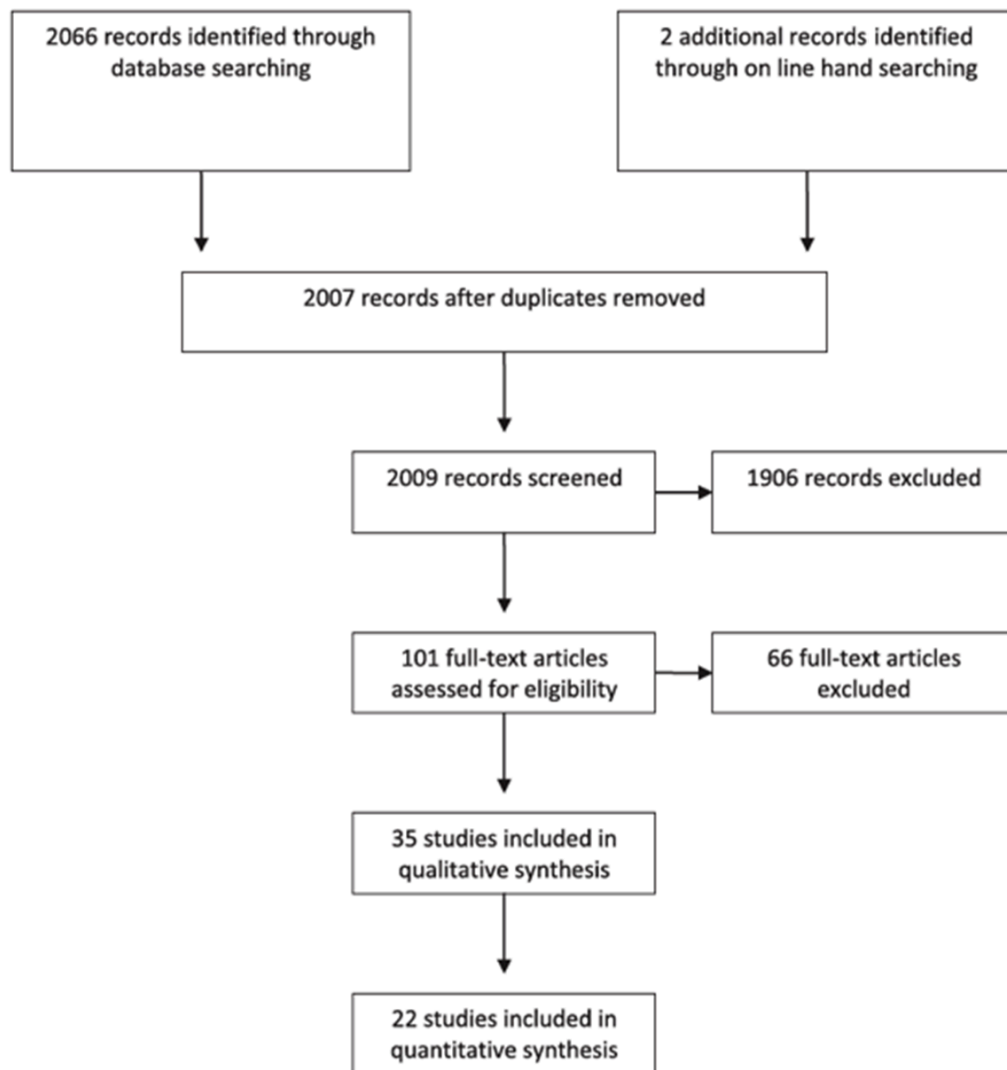 2066 records identified through
database searching
2 additional records identified
through on line hand searching
2007 records after duplicates removed
2009 records screened
1906 records excluded
101 full-text articles
assessed for eligibility
66 full-text articles
excluded
35 studies included in
qualitative synthesis
22 studies included in
quantitative synthesis